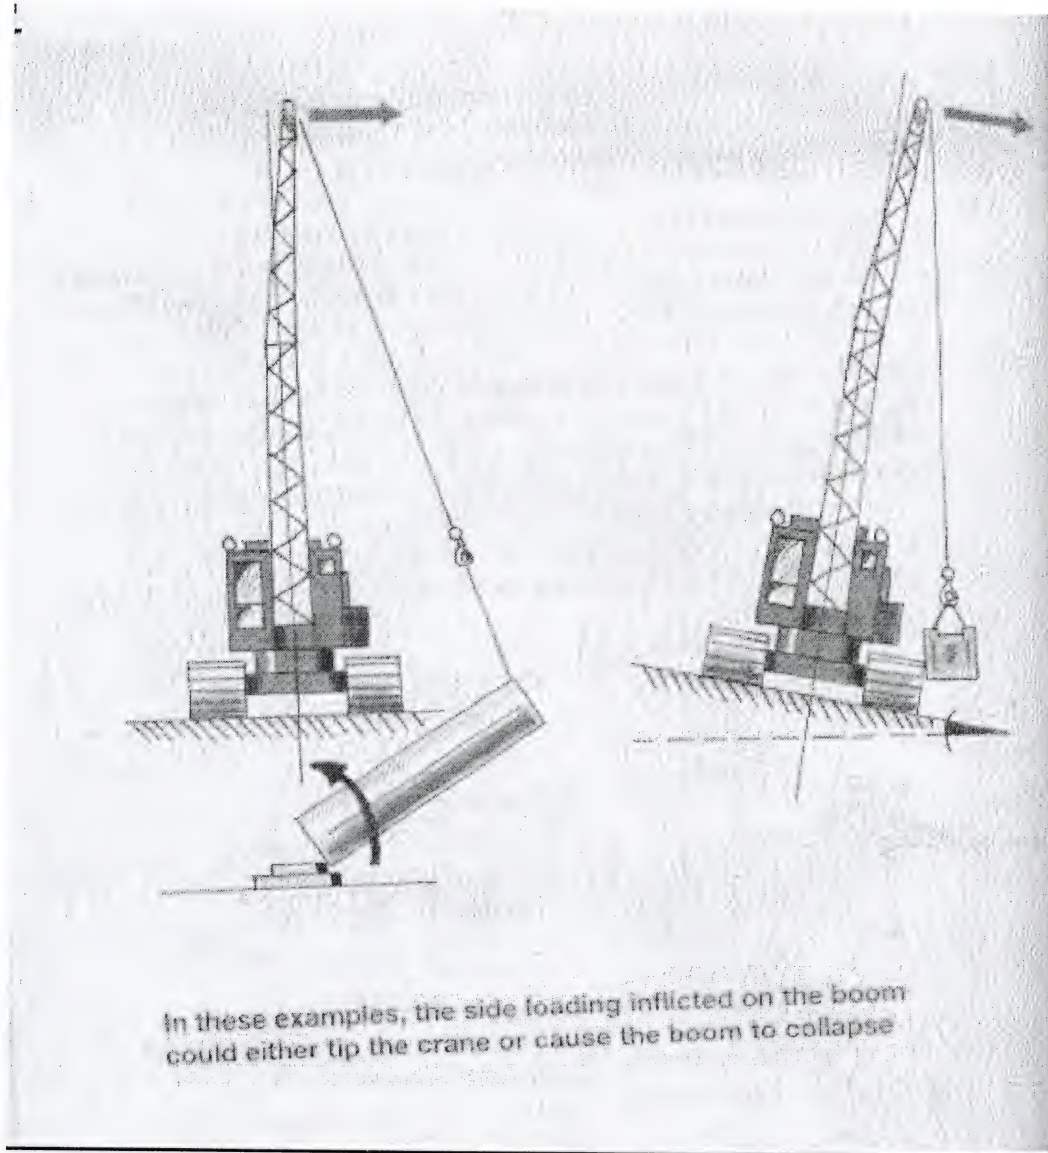 In these examples, the side loading inflicted on the boom
could either tip the crane or cause the boom to collapse